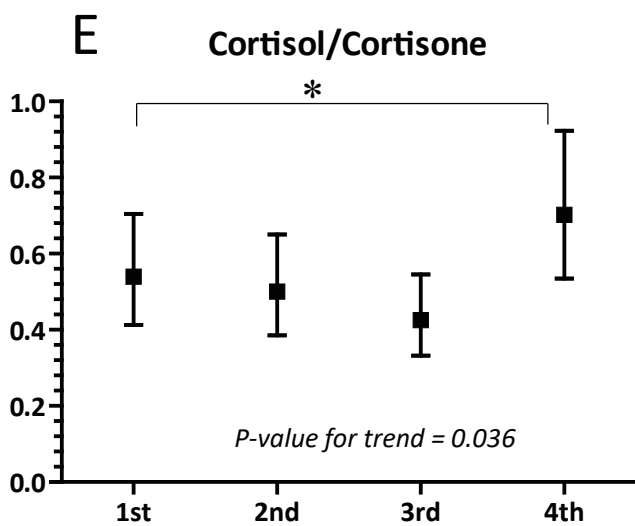 E
Cortisol/Cortisone
*
1.0
0.8
0.6
0.4
0.2
0.0
P-value for trend = 0.036
1st 2nd 3rd 4th